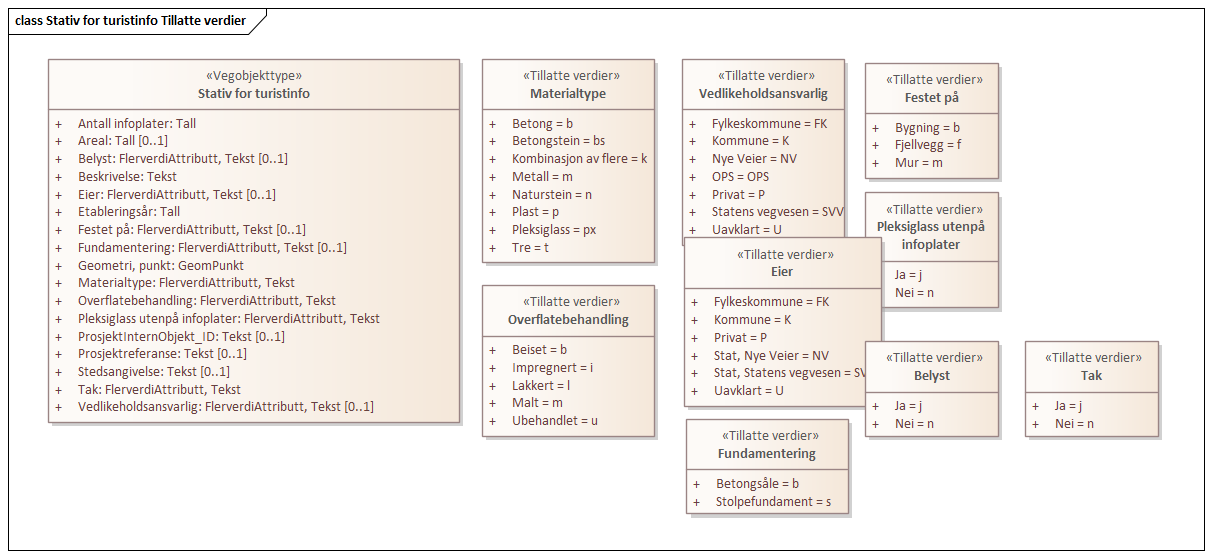 class Stativ for turistinfo Tillatte verdier
«Vegobjekttype»
Stativ for turistinfo
+ Antall infoplater: Tall
+ Areal: Tall [0..1]
+ Belyst: FlerverdiAttributt, Tekst [0..1]
+ Beskrivelse: Tekst
+ Eier: FlerverdiAttributt, Tekst [0..1]
+ Etableringsår: Tall
+ Festet på: FlerverdiAttributt, Tekst [0..1]
+ Fundamentering: FlerverdiAttributt, Tekst [0..1]
+ Geometri, punkt: GeomPunkt
+ Materialtype: FlerverdiAttributt, Tekst
+ Overflatebehandling: FlerverdiAttributt, Tekst
+ Pleksiglass utenpå infoplater: FlerverdiAttributt, Tekst
+ ProsjektInternObjekt_ID: Tekst [0..1]
+ Prosjektreferanse: Tekst [0..1]
+ Stedsangivelse: Tekst [0..1]
+ Tak: FlerverdiAttributt, Tekst
+ Vedlikeholdsansvarlig: FlerverdiAttributt, Tekst [0..1]
«Tillatte verdier»
Materialtype
+ Betong = b
+ Betongstein = bs
+ Kombinasjon av flere = k
+ Metall = m
+ Naturstein = n
+ Plast = p
+ Pleksiglass = px
+ Tre = t
«Tillatte verdier»
Overflatebehandling
+ Beiset = b
+ Impregnert = i
+ Lakkert = l
+ Malt = m
+ Ubehandlet = u
«Tillatte verdier»
Vedlikeholdsansvarlig
+ Fylkeskommune = FK
+ Kommune = K
+ Nye Veier = NV
+ OPS = OPS
+ Privat = P
+ Statens vegvesen = SVV
+ Uavklart = U
«Tillatte verdier»
Eier
+ Fylkeskommune = FK
+ Kommune = K
+ Privat = P
+ Stat, Nye Veier = NV
+ Stat, Statens vegvesen = SV
+ Uavklart = U
«Tillatte verdier»
Fundamentering
+ Betongsåle = b
+ Stolpefundament = s
«Tillatte verdier»
Festet på
+ Bygning = b
+ Fjellvegg = f
+ Mur = m
«Tillatte verdier»
Pleksiglass utenpå
infoplater
Ja = j
Nei = n
«Tillatte verdier»
Belyst
+ Ja = j
+ Nei = n
«Tillatte verdier»
Tak
+ Ja = j
+ Nei = n